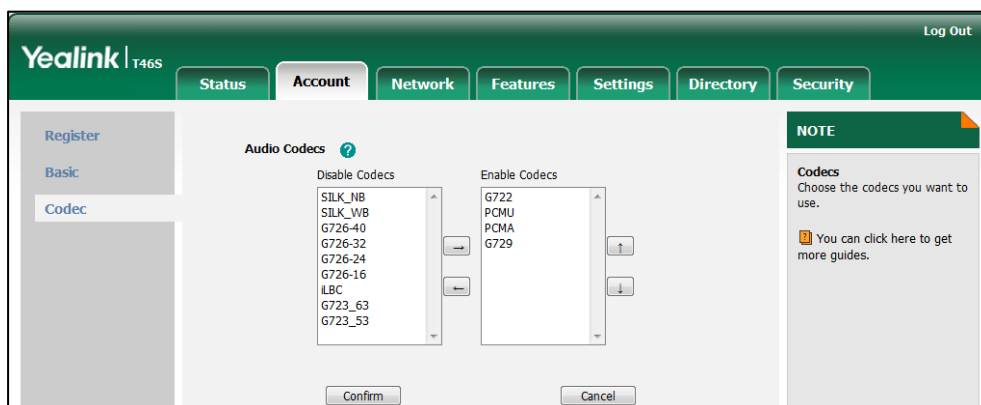 Log Out
Yealink T46S
Status Account Network Features Settings Directory Security
Register
Basic
Codec
Audio Codecs ?
Disable Codecs
SILK_NB
SILK_WB
G726-40
G726-32
G726-24
G726-16
iLBC
G723_63
G723_53
Enable Codecs
G722
PCMU
PCMA
G729
Confirm Cancel
NOTE
Codecs
Choose the codecs you want to
use.
? You can click here to get
more guides.